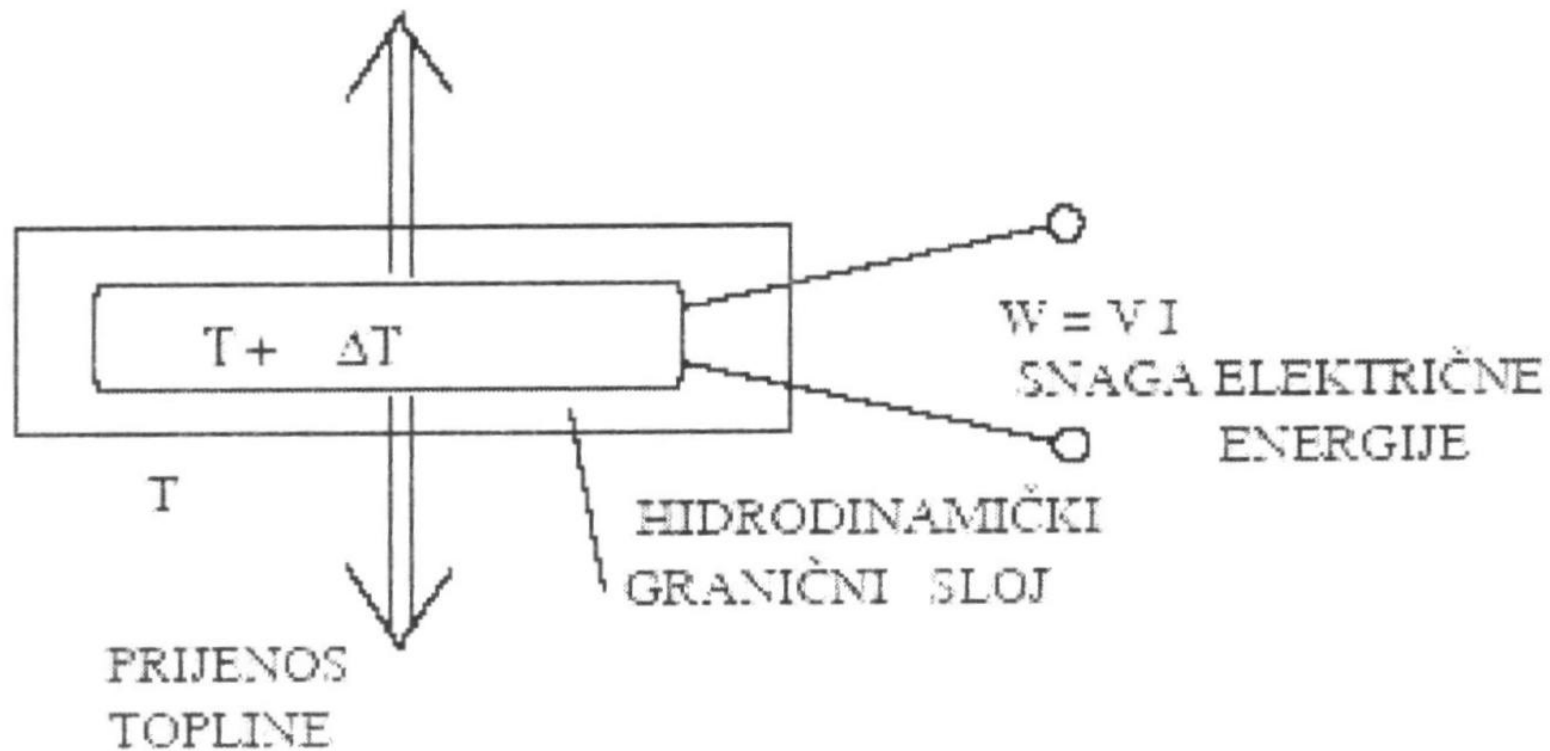 T + ΔT
W = V I
SNAGA ELEKTRIČNE
ENERGIJE
T
HIDRODINAMIČKI
GRANIČNI SLOJ
PRIJENOS
TOPLINE